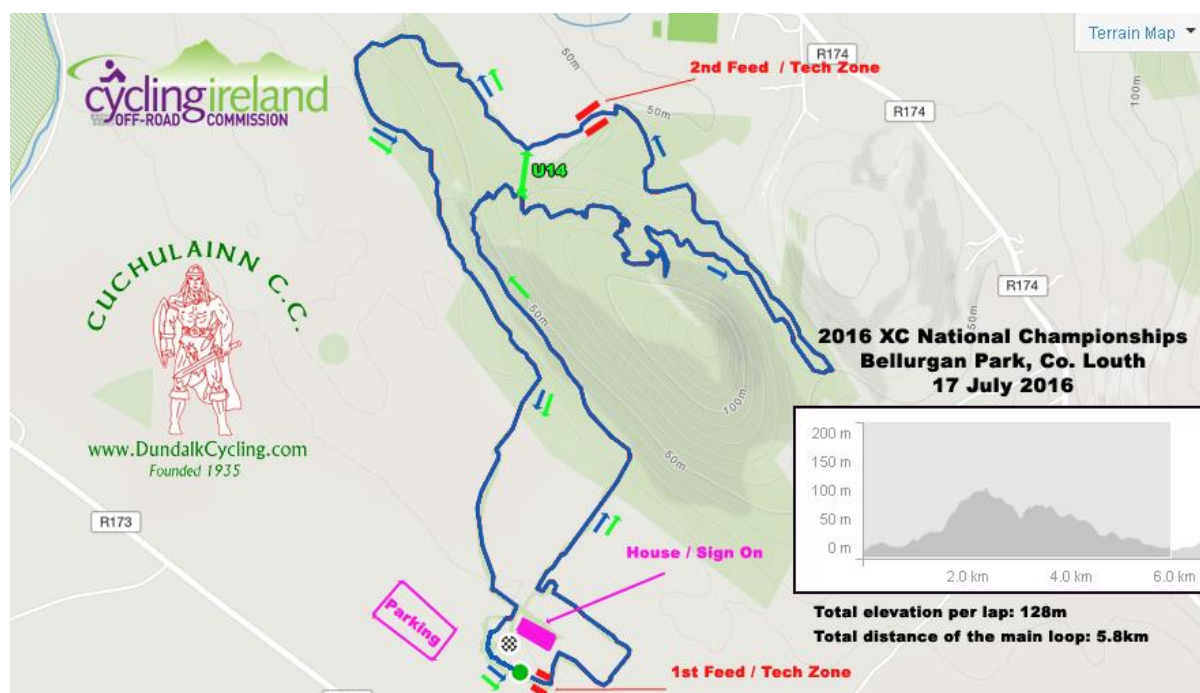 Terrain Map
R174
50m
2nd Feed / Tech Zone
100m
cyclingireland
OFF-ROAD COMMISSION
50m
R174
U14
CUCHULAINN C.C.
R174
50m
50m
2016 XC National Championships
Bellurgan Park, Co. Louth
17 July 2016
100m
www.DundalkCycling.com
Founded 1935
50m
200 m
150 m
100 m
50 m
0 m
2.0 km
4.0 km
6.0 km
R173
House / Sign On
Parking
Total elevation per lap: 128m
Total distance of the main loop: 5.8km
1st Feed / Tech Zone